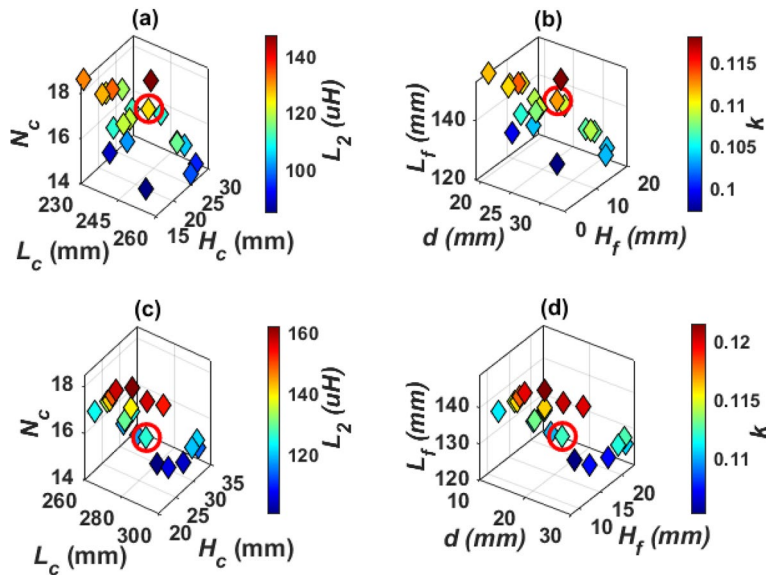 (a)
18
16
14
N_c
230
245
260
L_c (mm)
15
20
25
30
H_c (mm)
140
120
100
L_2 (uH)
(b)
140
120
L_f (mm)
20
25
30
d (mm)
0
10
20
H_f (mm)
0.115
0.11
0.105
0.1
k
(c)
18
16
14
N_c
260
280
300
L_c (mm)
20
25
30
35
H_c (mm)
160
140
120
L_2 (uH)
(d)
140
130
120
L_f (mm)
10
20
30
d (mm)
10
15
20
H_f (mm)
0.12
0.11
k